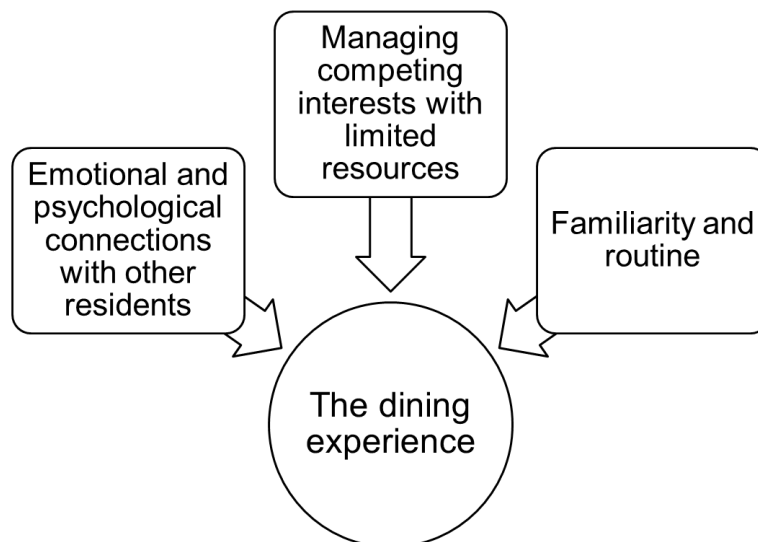 Managing
competing
interests with
limited
resources
Emotional and
psychological
connections
with other
residents
Familiarity and
routine
The dining
experience